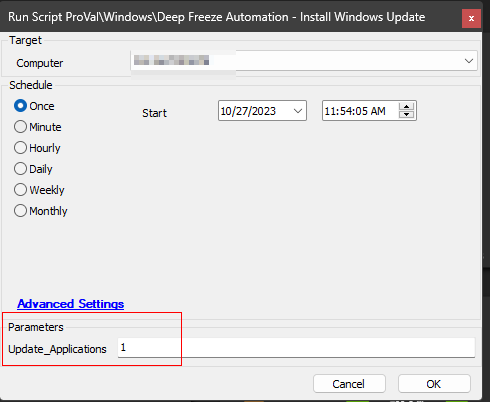 Run Script ProVal\Windows\Deep Freeze Automation - Install Windows Update x
Target
Computer
Schedule
Once Start 10/27/2023 11:54:05 AM
Minute
Hourly
Daily
Weekly
Monthly
Advanced Settings
Parameters
Update_Applications 1
Cancel OK